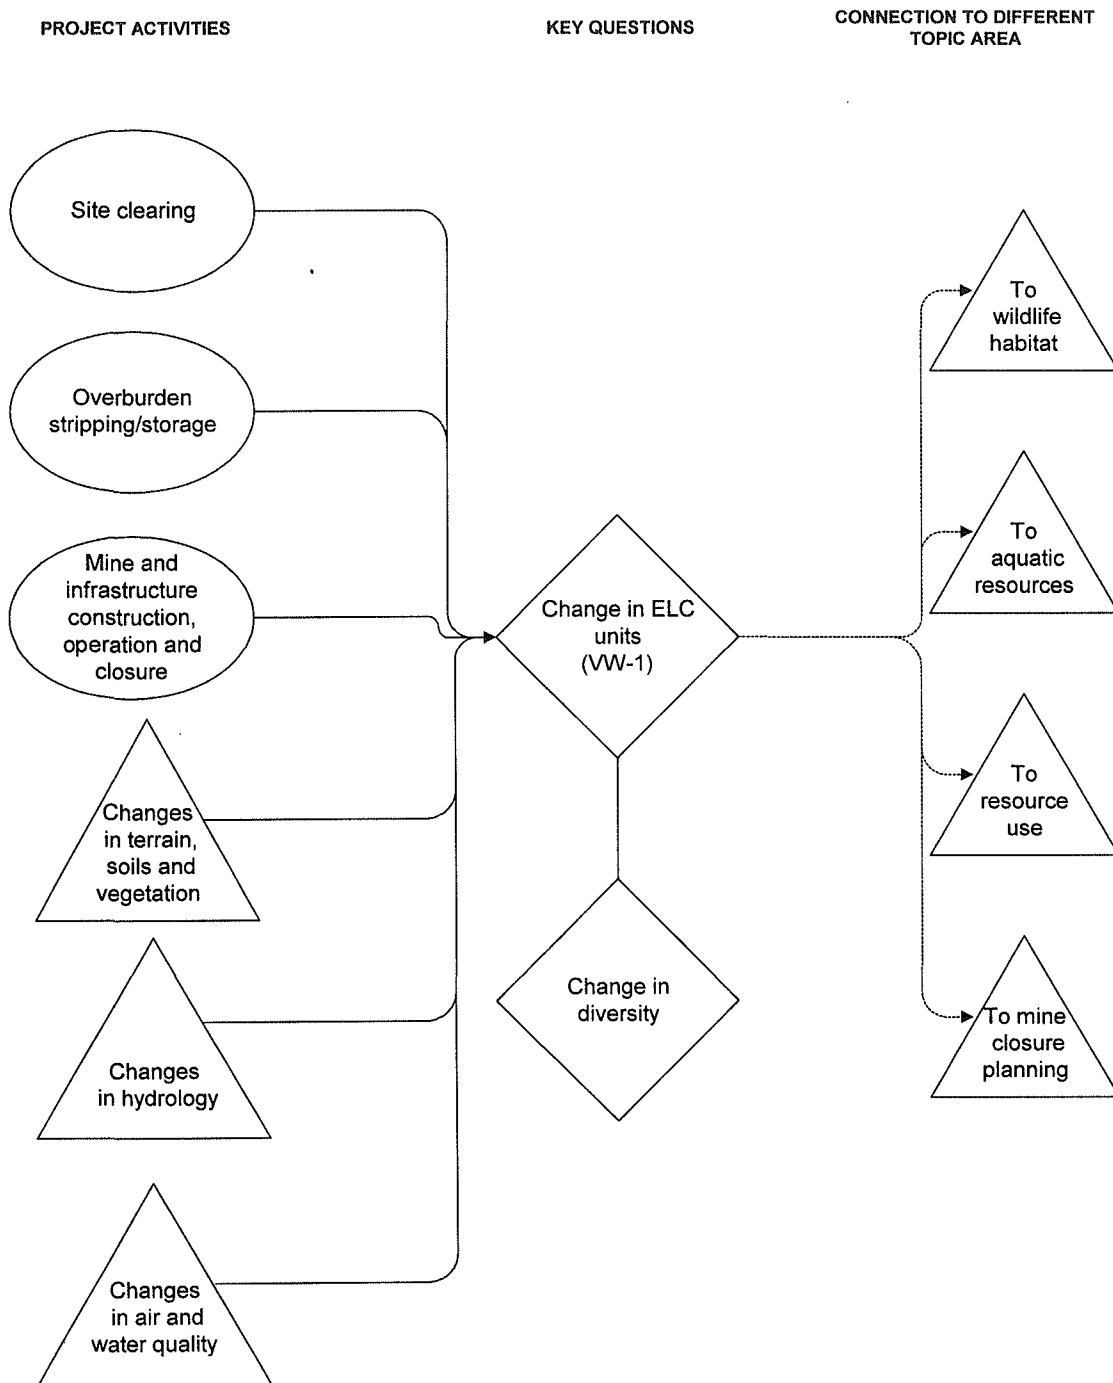 PROJECT ACTIVITIES
KEY QUESTIONS
CONNECTION TO DIFFERENT
TOPIC AREA
Site clearing
Overburden
stripping/storage
Mine and
infrastructure
construction,
operation and
closure
Changes
in terrain,
soils and
vegetation
Changes
in hydrology
Changes
in air and
water quality
Change in ELC
units
(VW-1)
Change in
diversity
To
wildlife
habitat
To
aquatic
resources
To
resource
use
To mine
closure
planning